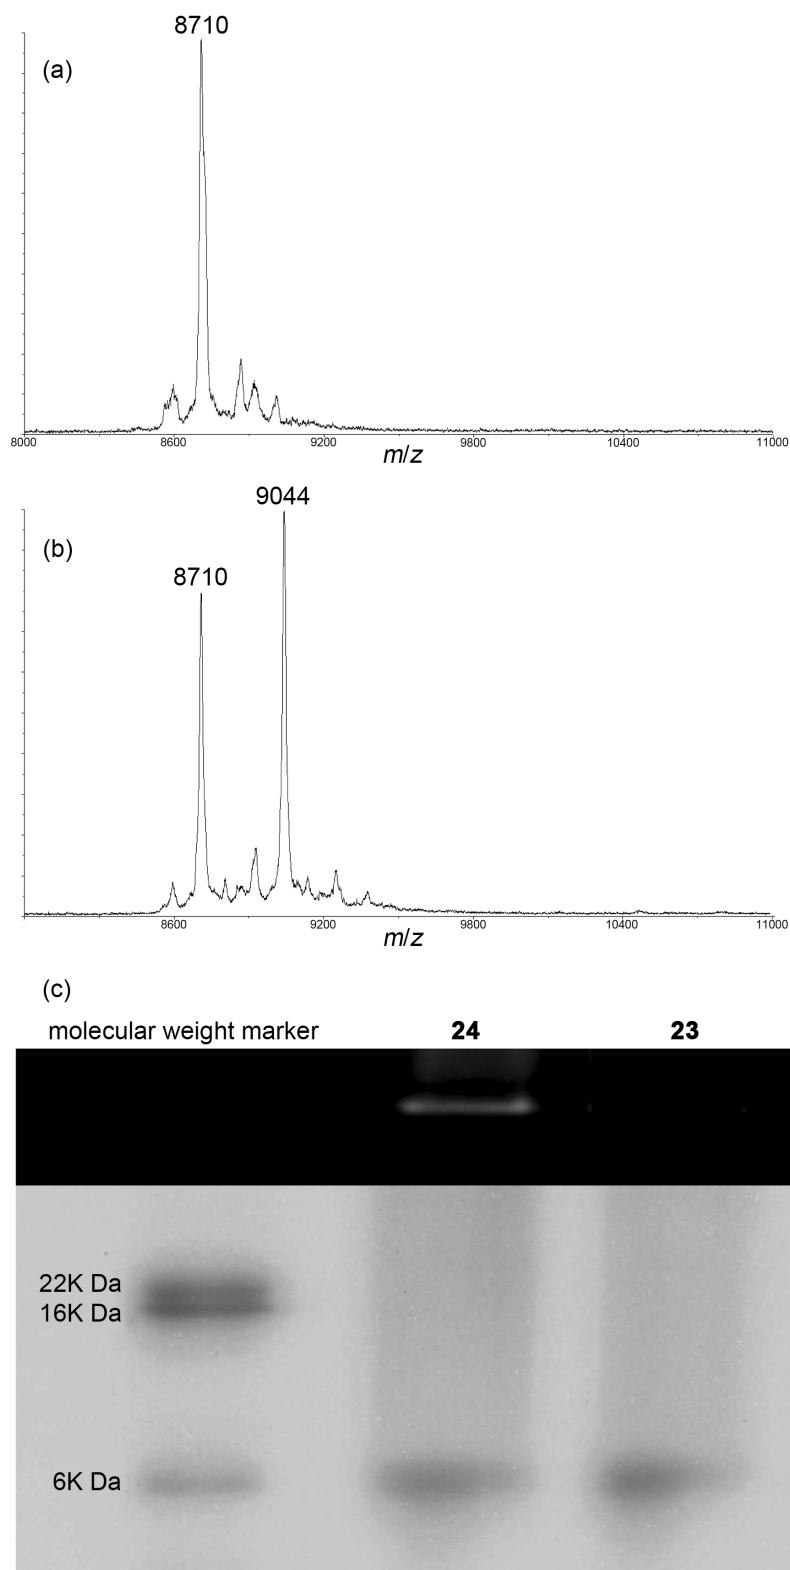 8710
(a)
8000 8600 9200 9800 10400 11000
m/z
9044
(b)
8710
8600 9200 9800 10400 11000
m/z
(c)
molecular weight marker 24 23
22K Da
16K Da
6K Da